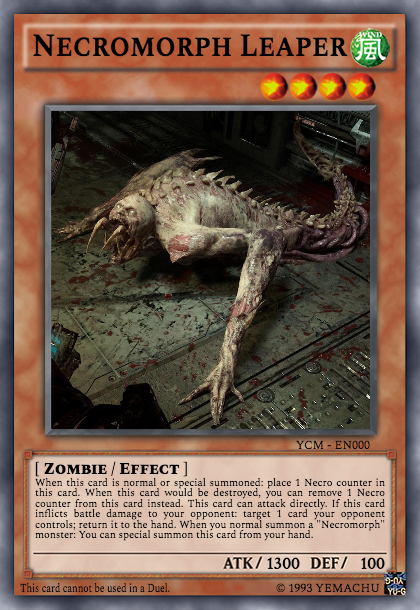 Necromorph Leaper
WIND
風
YCM - EN000
[ Zombie / Effect ]
When this card is normal or special summoned: place 1 Necro counter in
this card. When this card would be destroyed, you can remove 1 Necro
counter from this card instead. This card can attack directly. If this card
inflicts battle damage to your opponent: target 1 card your opponent
controls; return it to the hand. When you normal summon a "Necromorph"
monster: You can special summon this card from your hand.
ATK / 1300 DEF / 100
This card cannot be used in a Duel.
© 1993 YEMACHU